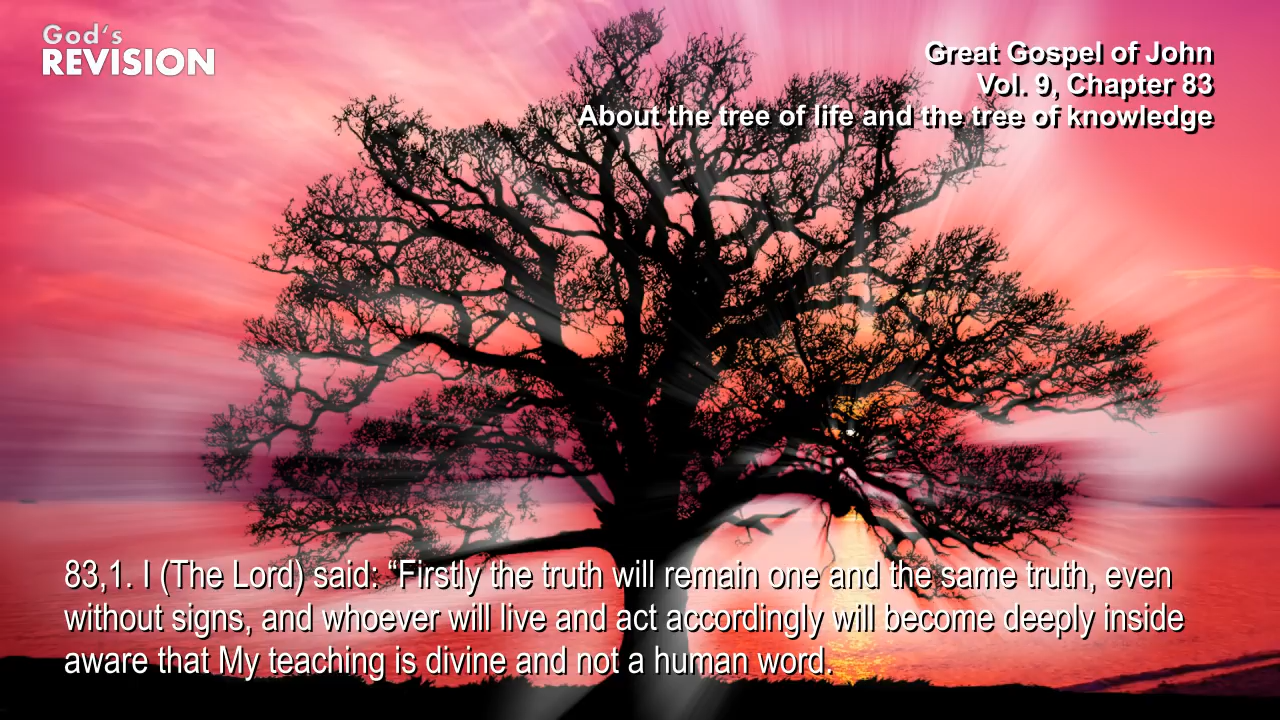 God's
REVISION
Great Gospel of John
Vol. 9, Chapter 83
About the tree of life and the tree of knowledge
83,1. I (The Lord) said: “Firstly the truth will remain one and the same truth, even
without signs, and whoever will live and act accordingly will become deeply inside
aware that My teaching is divine and not a human word.